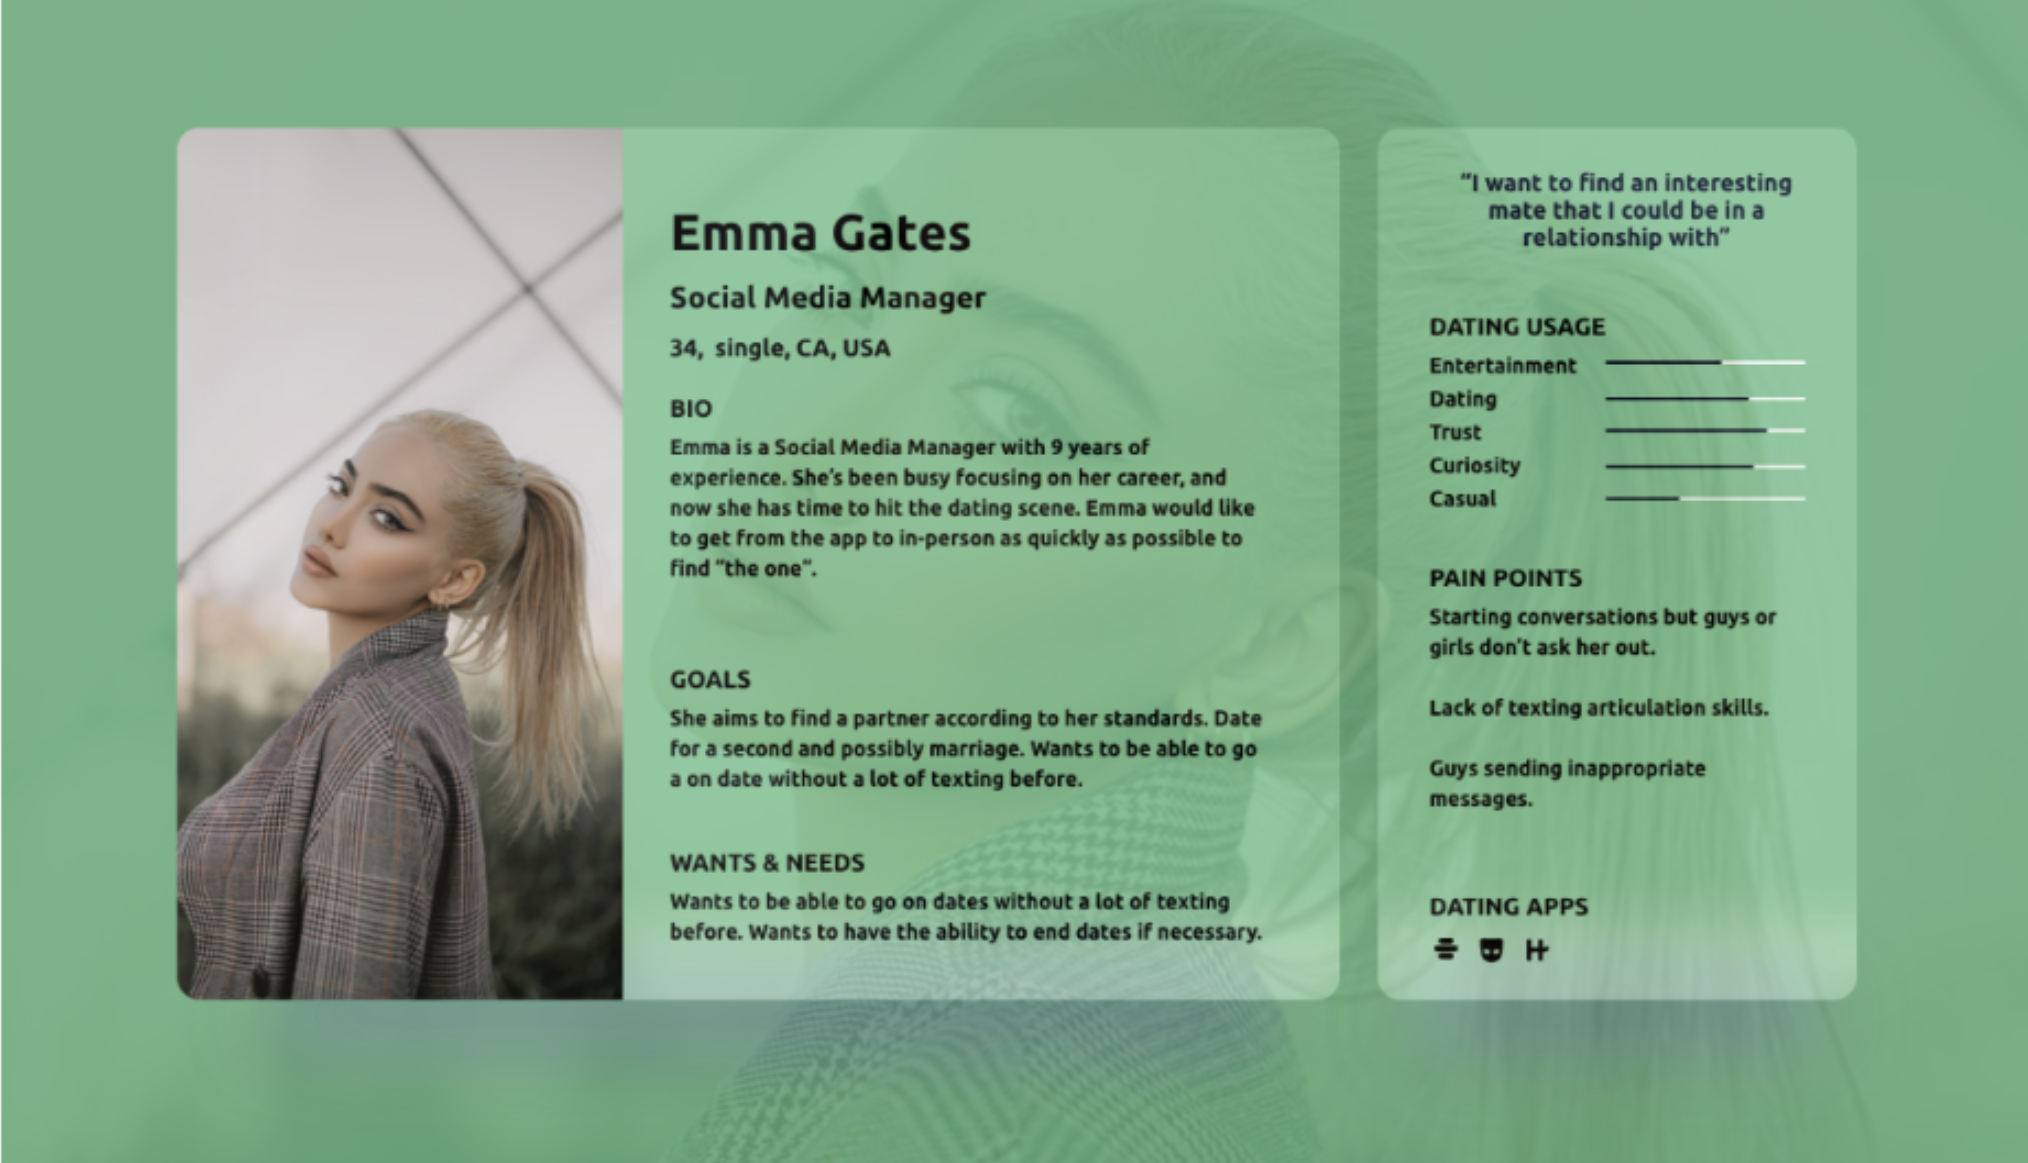 Emma Gates
Social Media Manager
34, single, CA, USA
BIO
Emma is a Social Media Manager with 9 years of
experience. She's been busy focusing on her career, and
now she has time to hit the dating scene. Emma would like
to get from the app to in-person as quickly as possible to
find "the one".
GOALS
She aims to find a partner according to her standards. Date
for a second and possibly marriage. Wants to be able to go
a on date without a lot of texting before.
WANTS & NEEDS
Wants to be able to go on dates without a lot of texting
before. Wants to have the ability to end dates if necessary.
"I want to find an interesting
mate that I could be in a
relationship with"
DATING USAGE
Entertainment
Dating
Trust
Curiosity
Casual
PAIN POINTS
Starting conversations but guys or
girls don't ask her out.
Lack of texting articulation skills.
Guys sending inappropriate
messages.
DATING APPS